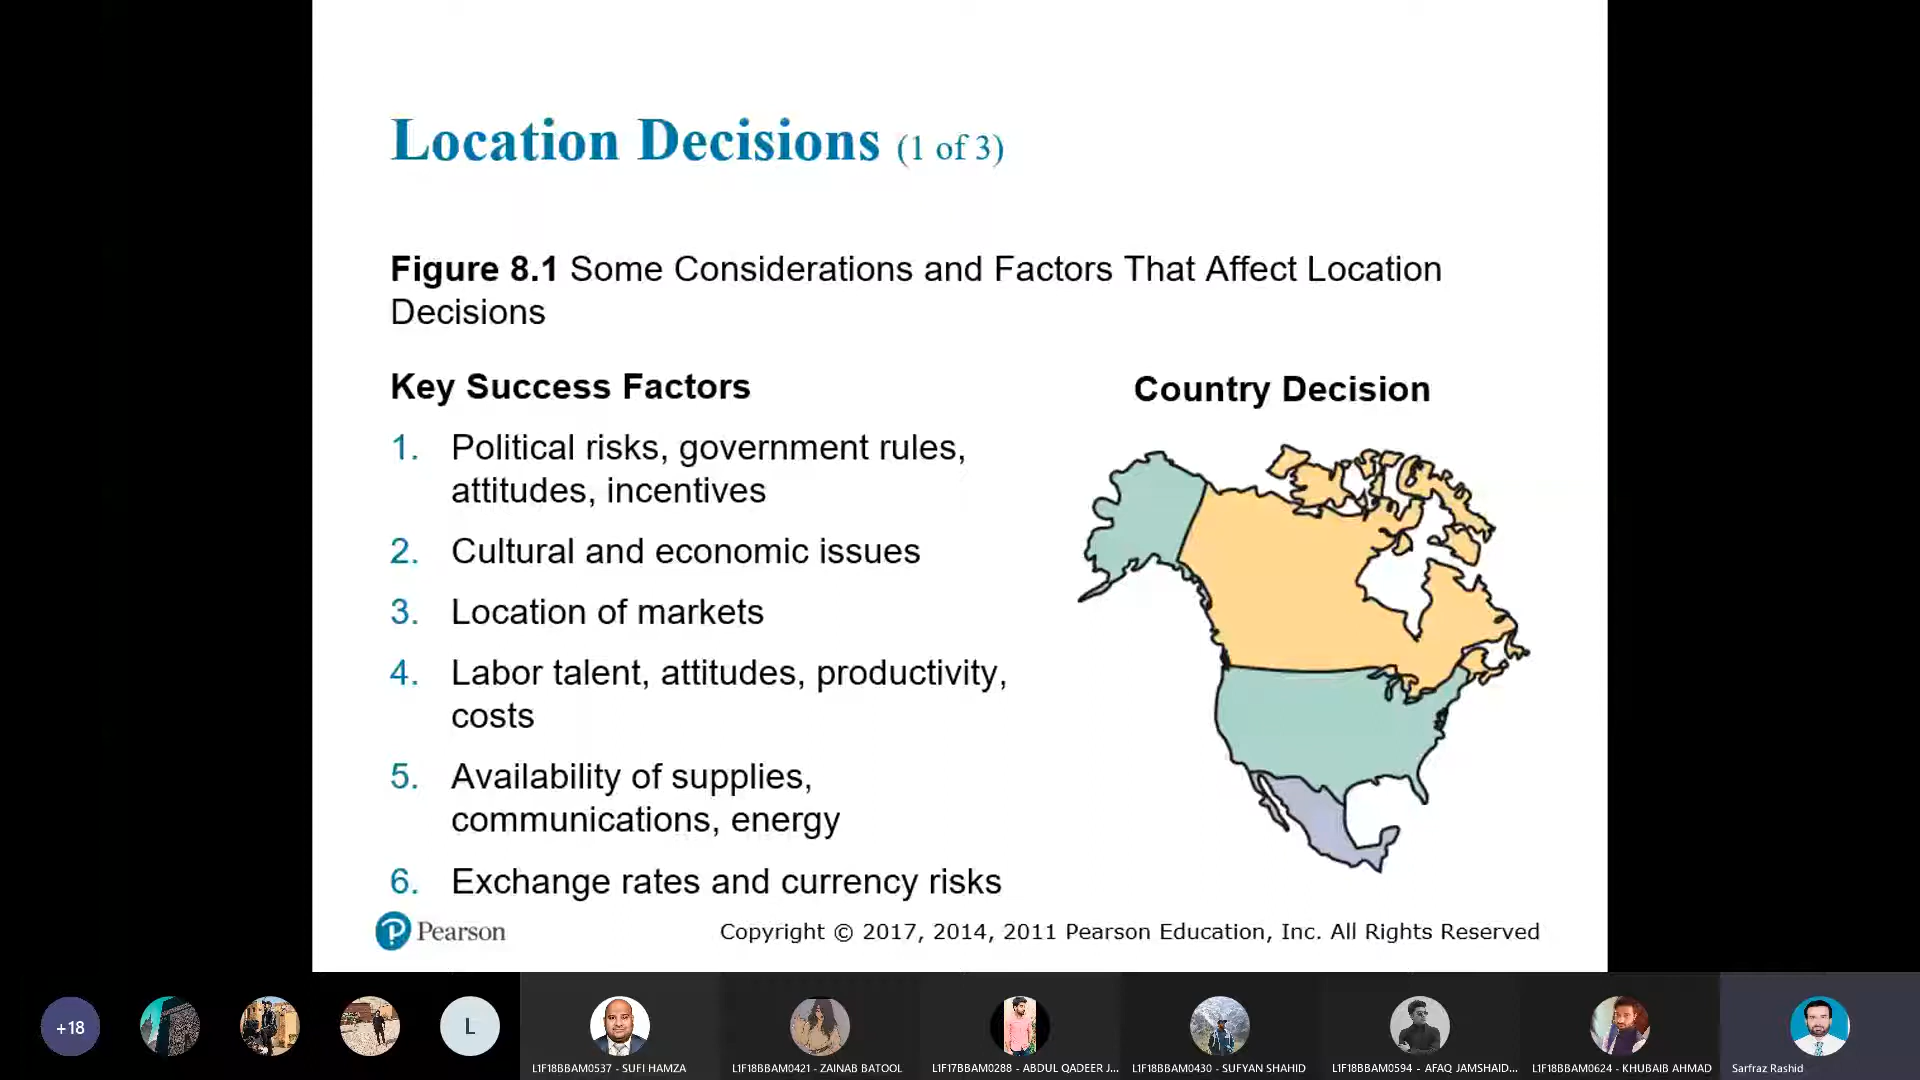 Location Decisions (1 of 3)
Figure 8.1 Some Considerations and Factors That Affect Location
Decisions
Key Success Factors
1. Political risks, government rules,
attitudes, incentives
2. Cultural and economic issues
3. Location of markets
4. Labor talent, attitudes, productivity,
costs
5. Availability of supplies,
communications, energy
6. Exchange rates and currency risks
Country Decision
Pearson
Copyright © 2017, 2014, 2011 Pearson Education, Inc. All Rights Reserved
+18
L
L1F18BBAM0537 - SUFI HAMZA
L1F18BBAM0421 - ZAINAB BATOOL
L1F17BBAM0288 - ABDUL QADEER J...
L1F18BBAM0430 - SUFYAN SHAHID
L1F18BBAM0594 - AFAQ JAMSHAID...
L1F18BBAM0624 - KHUBAIB AHMAD
Sarfraz Rashid